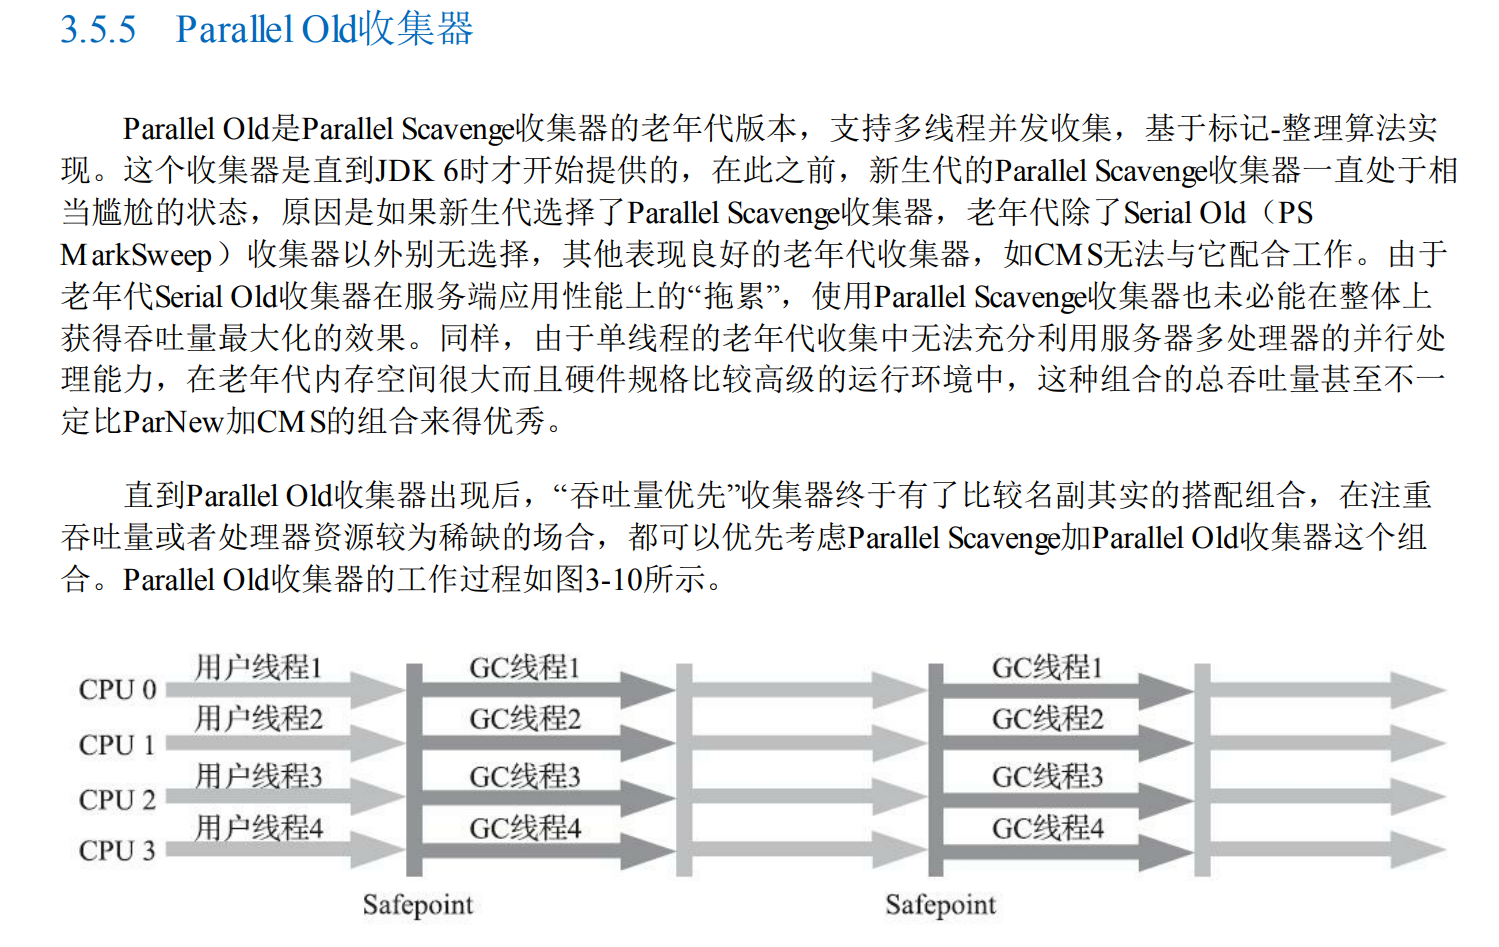 3.5.5 Parallel Old收集器
Parallel Old是Parallel Scavenge收集器的老年代版本，支持多线程并发收集，基于标记-整理算法实
现。这个收集器是直到JDK 6时才开始提供的，在此之前，新生代的Parallel Scavenge收集器一直处于相
当尴尬的状态，原因是如果新生代选择了Parallel Scavenge收集器，老年代除了Serial Old（PS
MarkSweep）收集器以外别无选择，其他表现良好的老年代收集器，如CMS无法与它配合工作。由于
老年代Serial Old收集器在服务端应用性能上的“拖累”，使用Parallel Scavenge收集器也未必能在整体上
获得吞吐量最大化的效果。同样，由于单线程的老年代收集中无法充分利用服务器多处理器的并行处
理能力，在老年代内存空间很大而且硬件规格比较高级的运行环境中，这种组合的总吞吐量甚至不一
定比ParNew加CMS的组合来得优秀。
直到Parallel Old收集器出现后，“吞吐量优先”收集器终于有了比较名副其实的搭配组合，在注重
吞吐量或者处理器资源较为稀缺的场合，都可以优先考虑Parallel Scavenge加Parallel Old收集器这个组
合。Parallel Old收集器的工作过程如图3-10所示。
CPU 0 用户线程1 GC线程1 GC线程1
CPU 1 用户线程2 GC线程2 GC线程2
CPU 2 用户线程3 GC线程3 GC线程3
CPU 3 用户线程4 GC线程4 GC线程4
Safepoint Safepoint